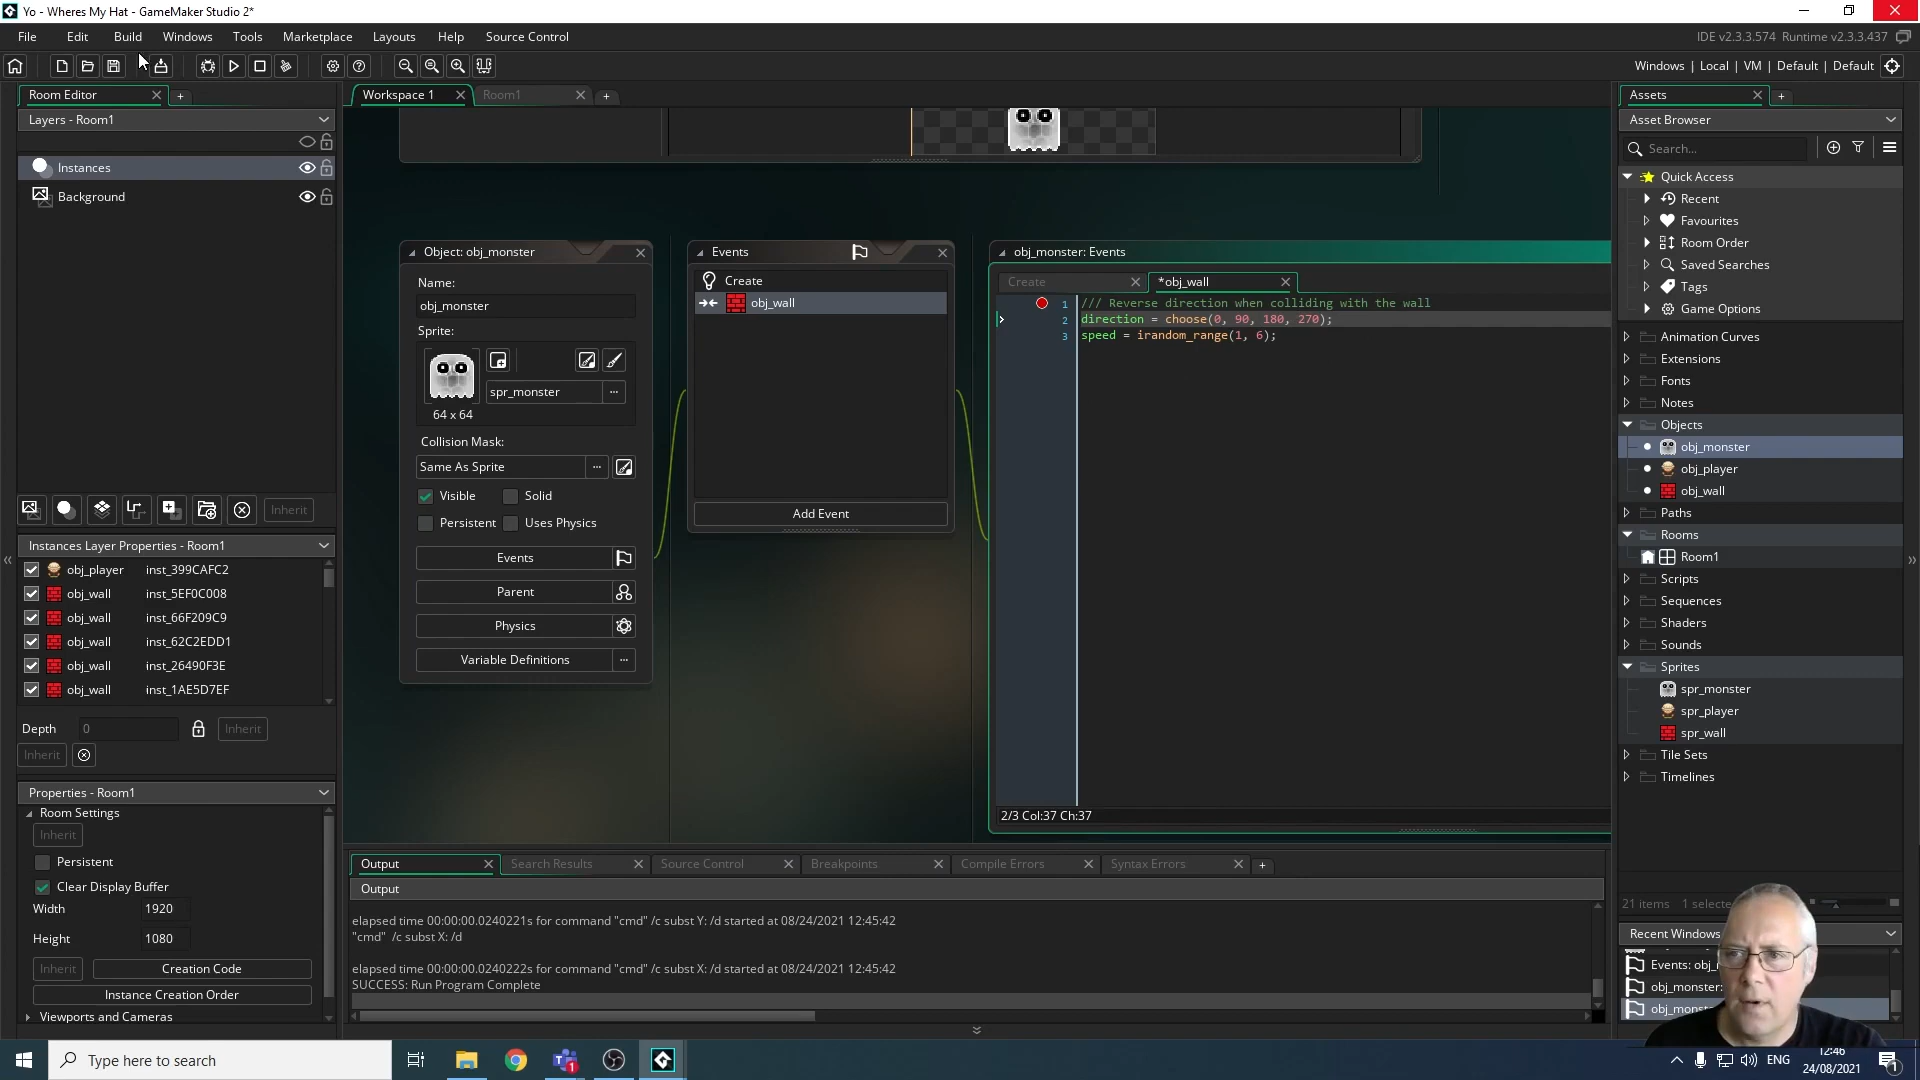 Yo - Wheres My Hat - GameMaker Studio 2*
File Edit Build Windows Tools Marketplace Layouts Help Source Control
IDE v2.3.3.574 Runtime v2.3.3.437
Windows | Local | VM | Default | Default
Room Editor
Layers - Room1
Instances
Background
Inherit
Instances Layer Properties - Room1
obj_player inst_399CAFC2
obj_wall inst_5EF0C008
obj_wall inst_66F209C9
obj_wall inst_62C2EDD1
obj_wall inst_26490F3E
obj_wall inst_1AE5D7EF
Depth 0 Inherit
Inherit
Properties - Room1
Room Settings
Inherit
Persistent
Clear Display Buffer
Width 1920
Height 1080
Inherit Creation Code
Instance Creation Order
Viewports and Cameras
Workspace 1
Room1
Object: obj_monster
Name:
obj_monster
Sprite:
spr_monster
64 x 64
Collision Mask:
Same As Sprite
Visible Solid
Persistent Uses Physics
Events
Parent
Physics
Variable Definitions
Events
Create
obj_wall
Add Event
obj_monster: Events
Create *obj_wall
1 /// Reverse direction when colliding with the wall
2 direction = choose(0, 90, 180, 270);
3 speed = irandom_range(1, 6);
2/3 Col:37 Ch:37
Output Search Results Source Control Breakpoints Compile Errors Syntax Errors
Output
elapsed time 00:00:00.0240221s for command "cmd" /c subst Y: /d started at 08/24/2021 12:45:42
"cmd" /c subst X: /d
elapsed time 00:00:00.0240222s for command "cmd" /c subst X: /d started at 08/24/2021 12:45:42
SUCCESS: Run Program Complete
Assets
Asset Browser
Search...
Quick Access
Recent
Favourites
Room Order
Saved Searches
Tags
Game Options
Animation Curves
Extensions
Fonts
Notes
Objects
obj_monster
obj_player
obj_wall
Paths
Rooms
Room1
Scripts
Sequences
Shaders
Sounds
Sprites
spr_monster
spr_player
spr_wall
Tile Sets
Timelines
21 items 1 selecte
Recent Windows
Events: obj_
obj_monster:
obj_monst
Type here to search
ENG
12:46
24/08/2021
1
1